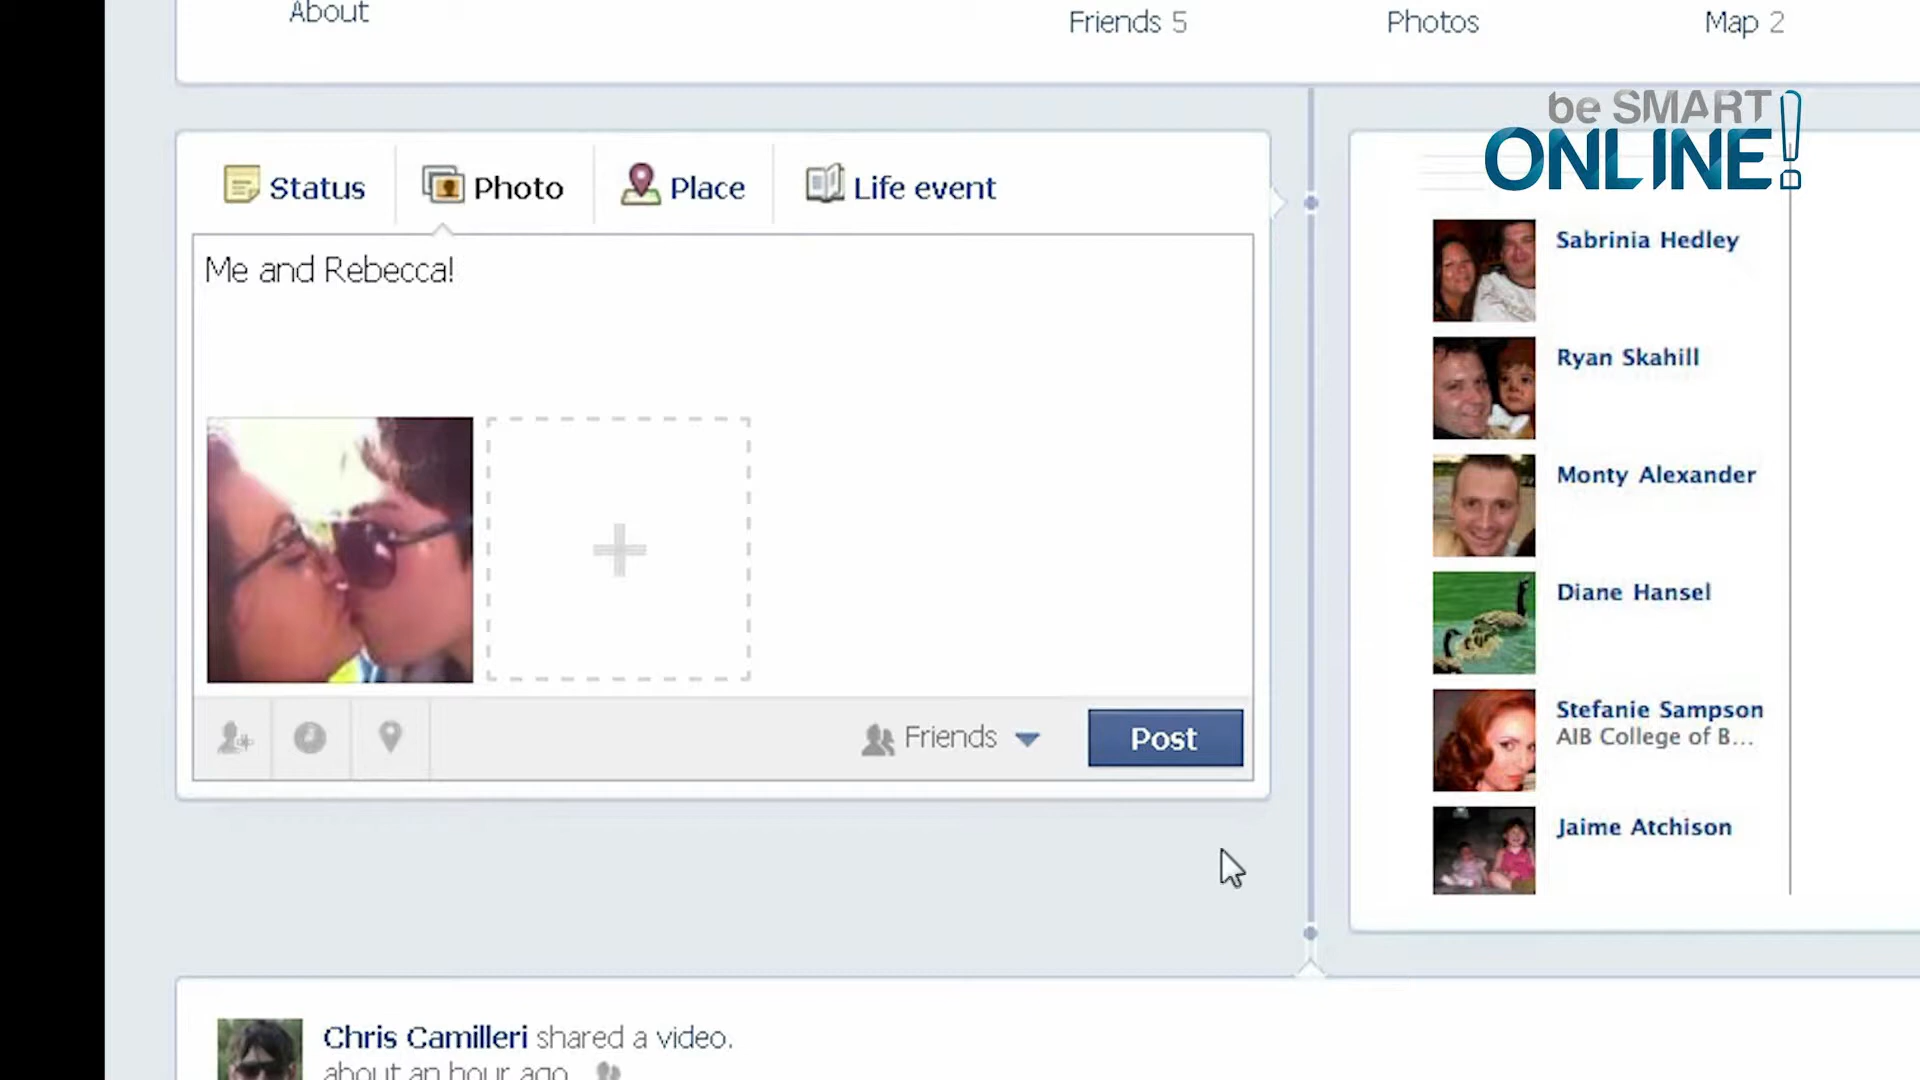 About
Friends 5
Photos
Map 2
be SMART
ONLINE!
Status
Photo
Place
Life event
Me and Rebecca!
Friends
Post
Sabrinia Hedley
Ryan Skahill
Monty Alexander
Diane Hansel
Stefanie Sampson
AIB College of B...
Jaime Atchison
Chris Camilleri shared a video.
about an hour ago